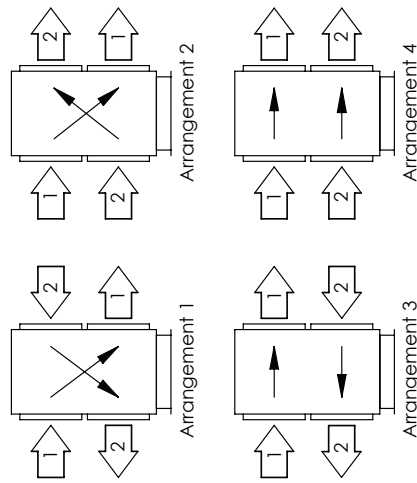 1 2 1 2
2 1 2 1
Arrangement 1 Arrangement 2
1 1 1 1
2 2 2 2
Arrangement 3 Arrangement 4